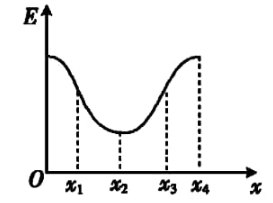 E
O x₁ x₂ x₃ x₄ x